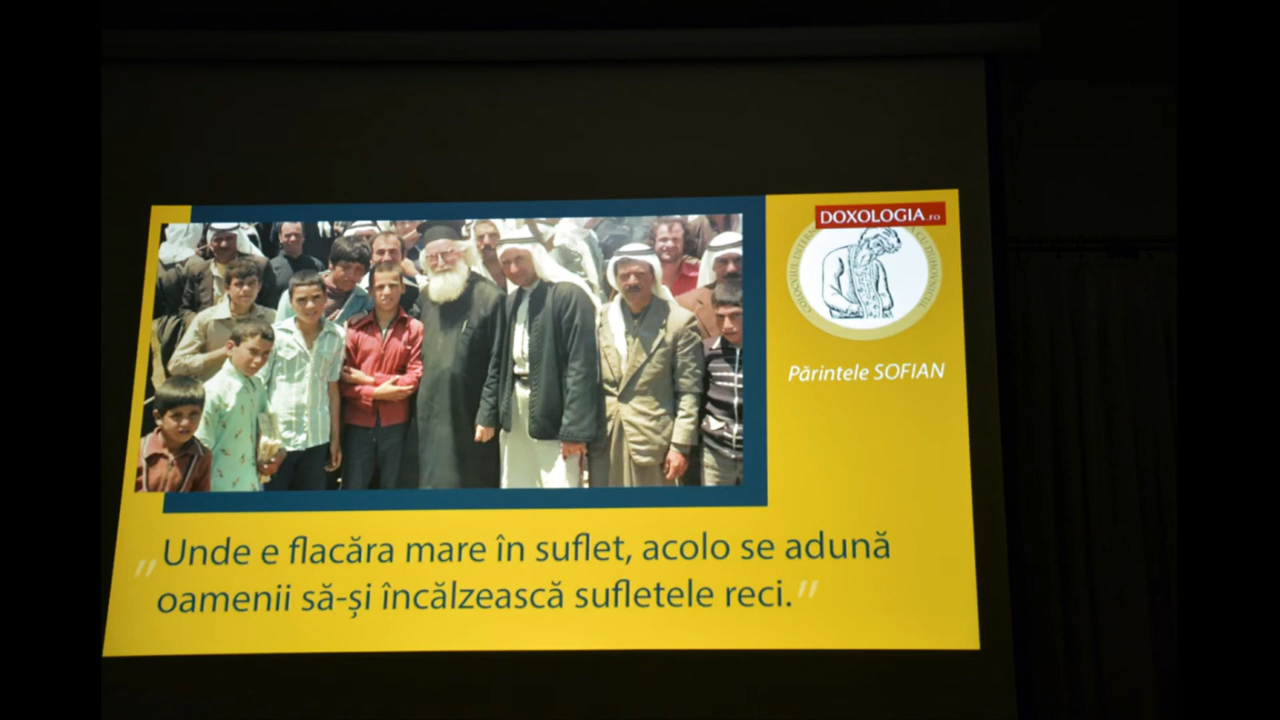 DOXOLOGIA.ro
Părintele SOFIAN
„Unde e flacăra mare în suflet, acolo se adună
oamenii să-și încălzească sufletele reci.”